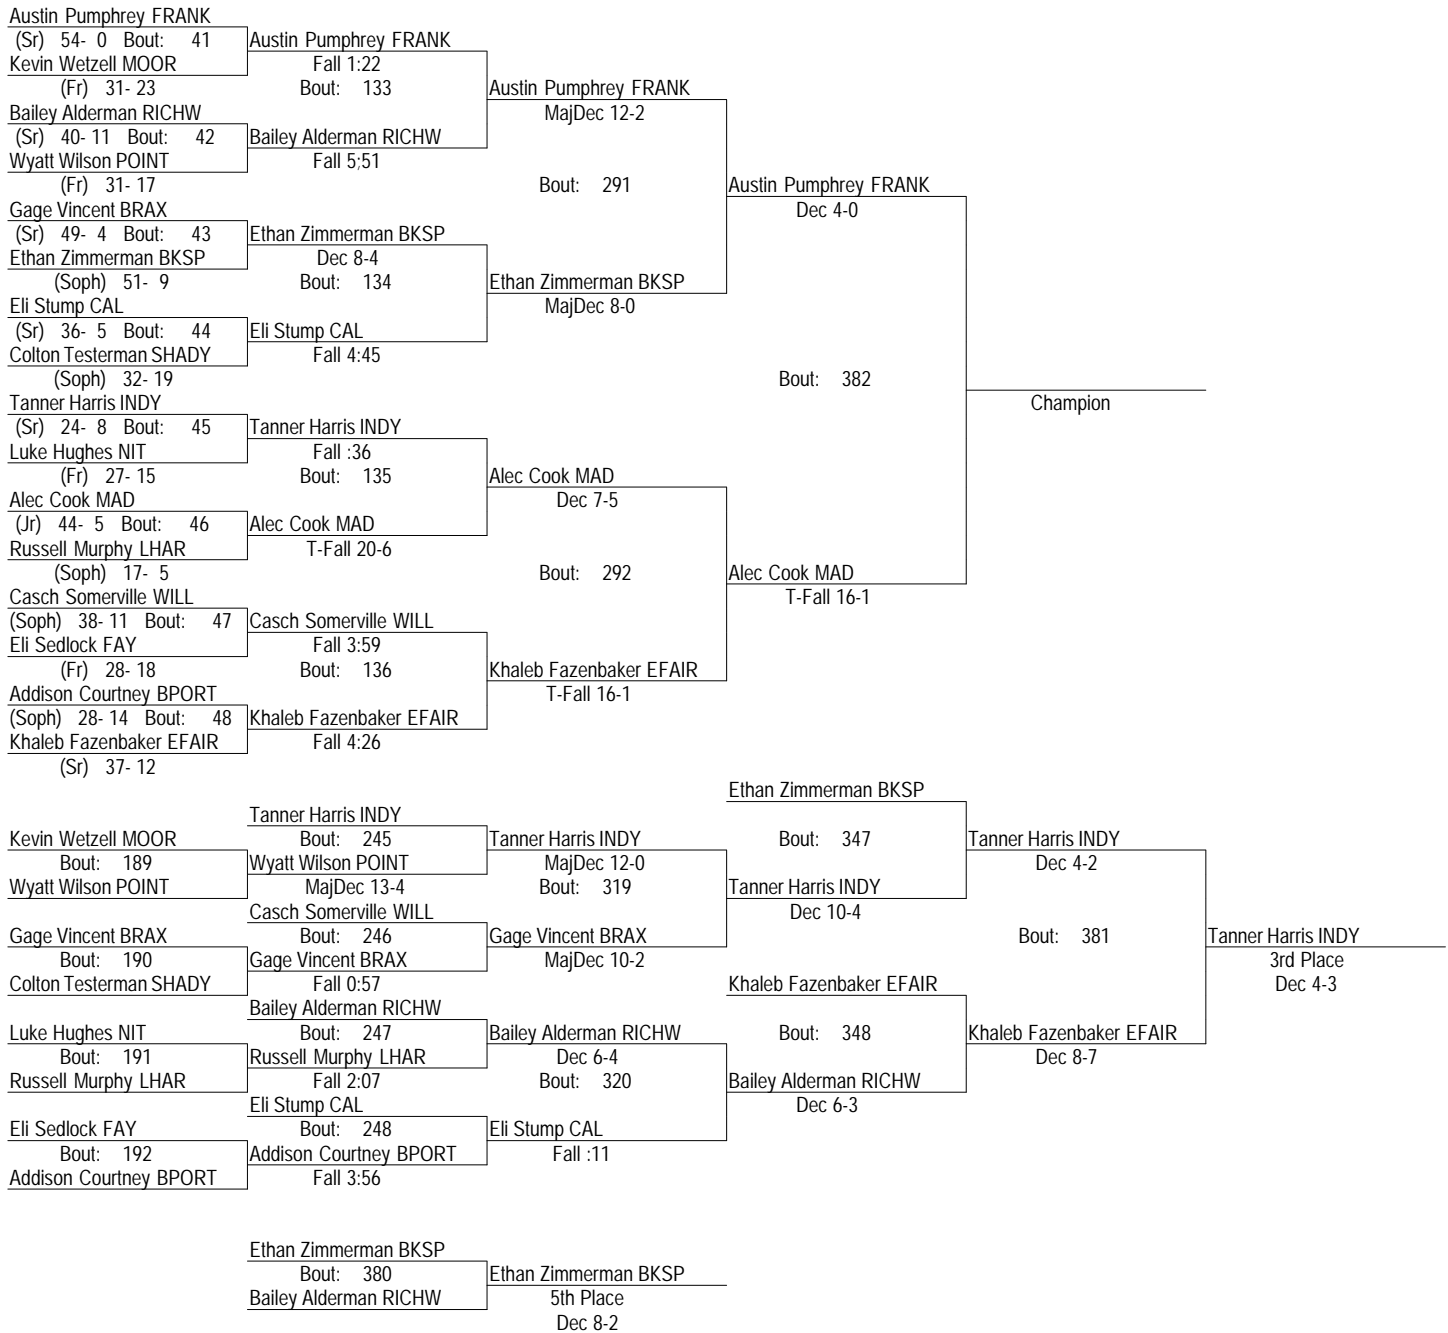 Austin Pumphrey FRANK
(Sr) 54- 0 Bout: 41 Austin Pumphrey FRANK
Kevin Wetzell MOOR Fall 1:22
(Fr) 31- 23 Bout: 133 Austin Pumphrey FRANK
Bailey Alderman RICHW MajDec 12-2
(Sr) 40- 11 Bout: 42 Bailey Alderman RICHW
Wyatt Wilson POINT Fall 5;51
(Fr) 31- 17 Bout: 291 Austin Pumphrey FRANK
Gage Vincent BRAX Dec 4-0
(Sr) 49- 4 Bout: 43 Ethan Zimmerman BKSP
Ethan Zimmerman BKSP Dec 8-4
(Soph) 51- 9 Bout: 134 Ethan Zimmerman BKSP
Eli Stump CAL MajDec 8-0
(Sr) 36- 5 Bout: 44 Eli Stump CAL
Colton Testerman SHADY Fall 4:45
(Soph) 32- 19 Bout: 382
Tanner Harris INDY Champion
(Sr) 24- 8 Bout: 45 Tanner Harris INDY
Luke Hughes NIT Fall :36
(Fr) 27- 15 Bout: 135 Alec Cook MAD
Alec Cook MAD Dec 7-5
(Jr) 44- 5 Bout: 46 Alec Cook MAD
Russell Murphy LHAR T-Fall 20-6
(Soph) 17- 5 Bout: 292 Alec Cook MAD
Casch Somerville WILL T-Fall 16-1
(Soph) 38- 11 Bout: 47 Casch Somerville WILL
Eli Sedlock FAY Fall 3:59
(Fr) 28- 18 Bout: 136 Khaleb Fazenbaker EFAIR
Addison Courtney BPORT T-Fall 16-1
(Soph) 28- 14 Bout: 48 Khaleb Fazenbaker EFAIR
Khaleb Fazenbaker EFAIR Fall 4:26
(Sr) 37- 12
Ethan Zimmerman BKSP
Tanner Harris INDY
Kevin Wetzell MOOR Bout: 245 Tanner Harris INDY Bout: 347 Tanner Harris INDY
Bout: 189 Wyatt Wilson POINT MajDec 12-0 Dec 4-2
Wyatt Wilson POINT MajDec 13-4 Bout: 319 Tanner Harris INDY
Casch Somerville WILL Dec 10-4
Gage Vincent BRAX Bout: 246 Gage Vincent BRAX Bout: 381 Tanner Harris INDY
Bout: 190 Gage Vincent BRAX MajDec 10-2 3rd Place
Colton Testerman SHADY Fall 0:57 Khaleb Fazenbaker EFAIR Dec 4-3
Bailey Alderman RICHW
Luke Hughes NIT Bout: 247 Bailey Alderman RICHW Bout: 348 Khaleb Fazenbaker EFAIR
Bout: 191 Russell Murphy LHAR Dec 6-4 Dec 8-7
Russell Murphy LHAR Fall 2:07 Bout: 320 Bailey Alderman RICHW
Eli Stump CAL Dec 6-3
Eli Sedlock FAY Bout: 248 Eli Stump CAL
Bout: 192 Addison Courtney BPORT Fall :11
Addison Courtney BPORT Fall 3:56
Ethan Zimmerman BKSP
Bout: 380 Ethan Zimmerman BKSP
Bailey Alderman RICHW 5th Place
Dec 8-2